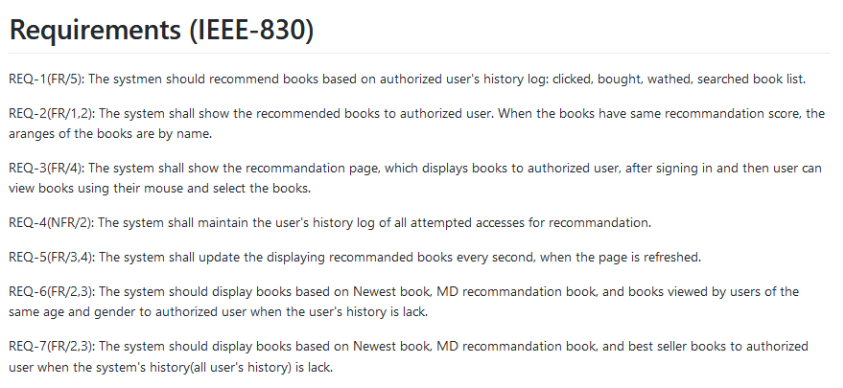 Requirements (IEEE-830)
REQ-1(FR/5): The systmen should recommend books based on authorized user's history log: clicked, bought, wathed, searched book list.
REQ-2(FR/1,2): The system shall show the recommended books to authorized user. When the books have same recommandation score, the
aranges of the books are by name.
REQ-3(FR/4): The system shall show the recommandation page, which displays books to authorized user, after signing in and then user can
view books using their mouse and select the books.
REQ-4(NFR/2): The system shall maintain the user's history log of all attempted accesses for recommandation.
REQ-5(FR/3,4): The system shall update the displaying recommanded books every second, when the page is refreshed.
REQ-6(FR/2,3): The system should display books based on Newest book, MD recommandation book, and books viewed by users of the
same age and gender to authorized user when the user's history is lack.
REQ-7(FR/2,3): The system should display books based on Newest book, MD recommandation book, and best seller books to authorized
user when the system's history(all user's history) is lack.